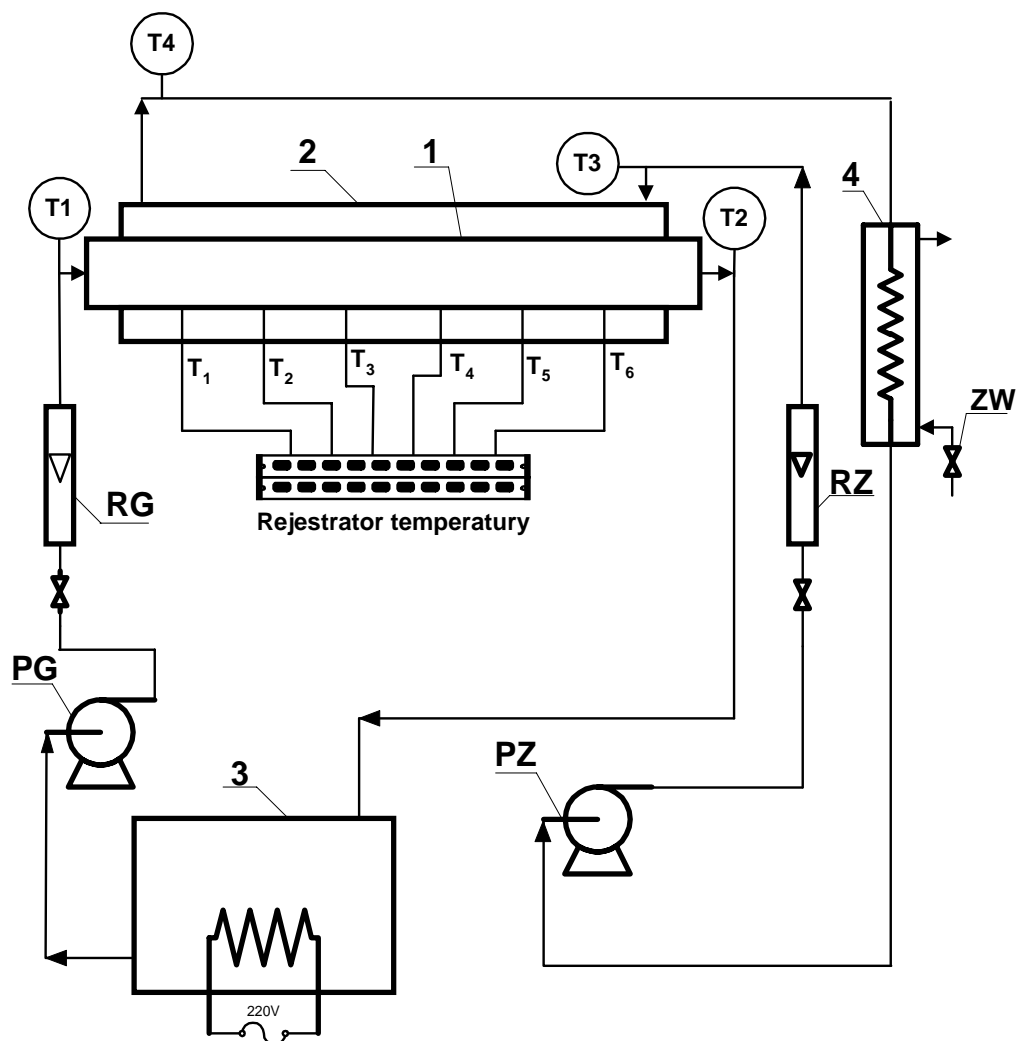 T4
2
1
T3
4
T1
T2
T1
T2
T3
T4
T5
T6
ZW
RG
RZ
Rejestrator temperatury
PG
PZ
3
220V